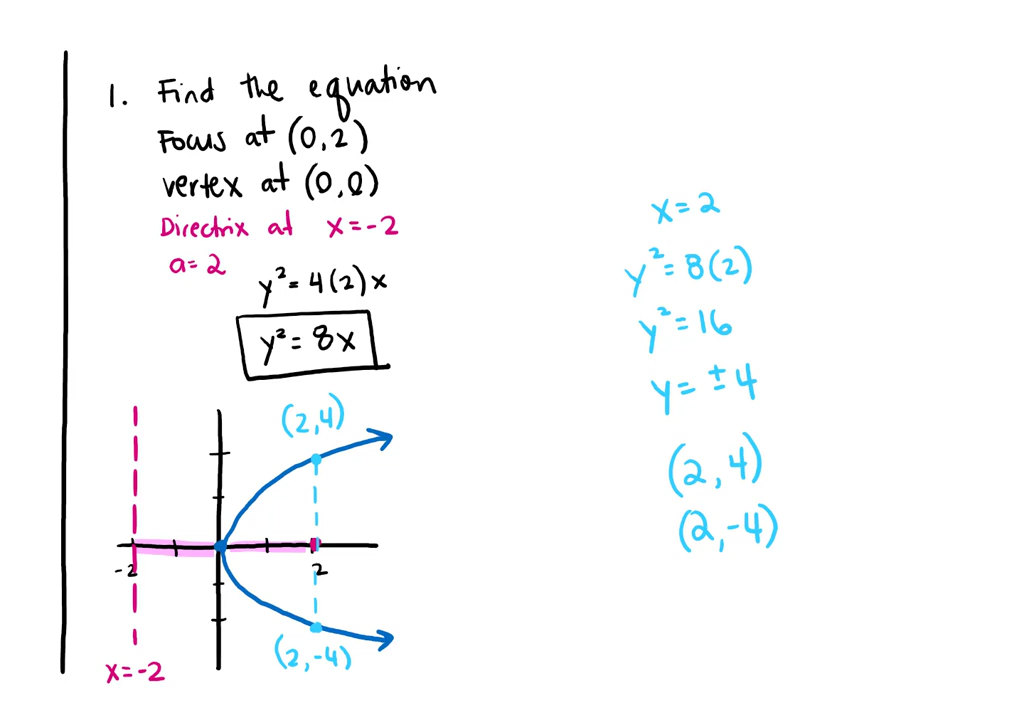 1. Find the equation
Focus at (0,2)
vertex at (0,0)
Directrix at x=-2
a=2
y²=4(2)x
y²=8x
(2,4)
-2
2
(2,-4)
x=-2
x=2
y²=8(2)
y²=16
y=±4
(2,4)
(2,-4)